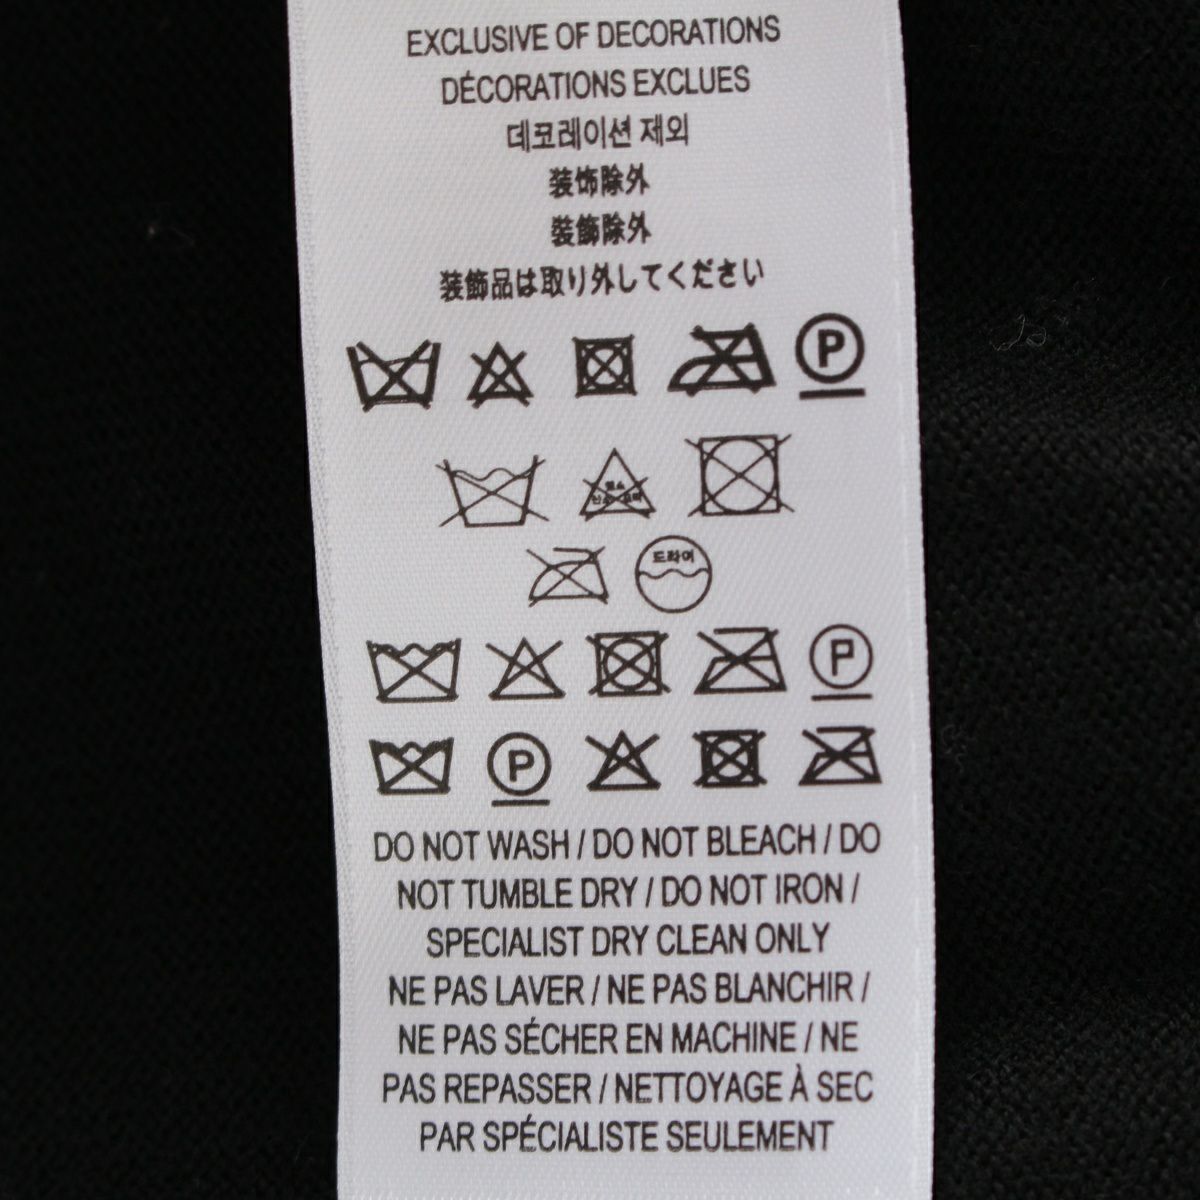 EXCLUSIVE OF DECORATIONS
DÉCORATIONS EXCLUES
데코레이션 제외
装饰除外
裝飾除外
装飾品は取り外してください
P
드라이
P
P
DO NOT WASH / DO NOT BLEACH / DO
NOT TUMBLE DRY / DO NOT IRON /
SPECIALIST DRY CLEAN ONLY
NE PAS LAVER / NE PAS BLANCHIR /
NE PAS SÉCHER EN MACHINE / NE
PAS REPASSER / NETTOYAGE À SEC
PAR SPÉCIALISTE SEULEMENT